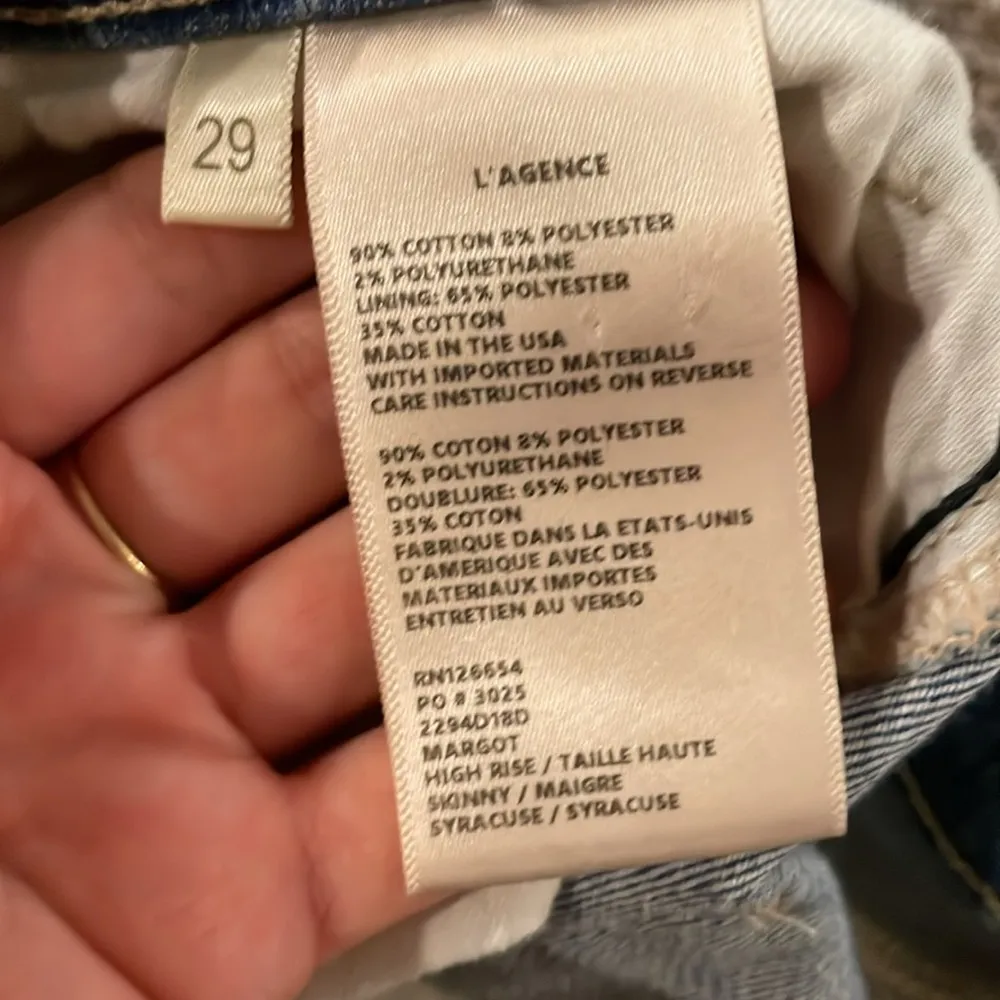 29
L'AGENCE
90% COTTON 8% POLYESTER
2% POLYURETHANE
LINING: 65% POLYESTER
35% COTTON
MADE IN THE USA
WITH IMPORTED MATERIALS
CARE INSTRUCTIONS ON REVERSE
90% COTON 8% POLYESTER
2% POLYURETHANE
DOUBLURE: 65% POLYESTER
35% COTON
FABRIQUE DANS LA ETATS-UNIS
D'AMERIQUE AVEC DES
MATERIAUX IMPORTES
ENTRETIEN AU VERSO
RN126654
PO # 3025
2294D18D
MARGOT
HIGH RISE / TAILLE HAUTE
SKINNY / MAIGRE
SYRACUSE / SYRACUSE